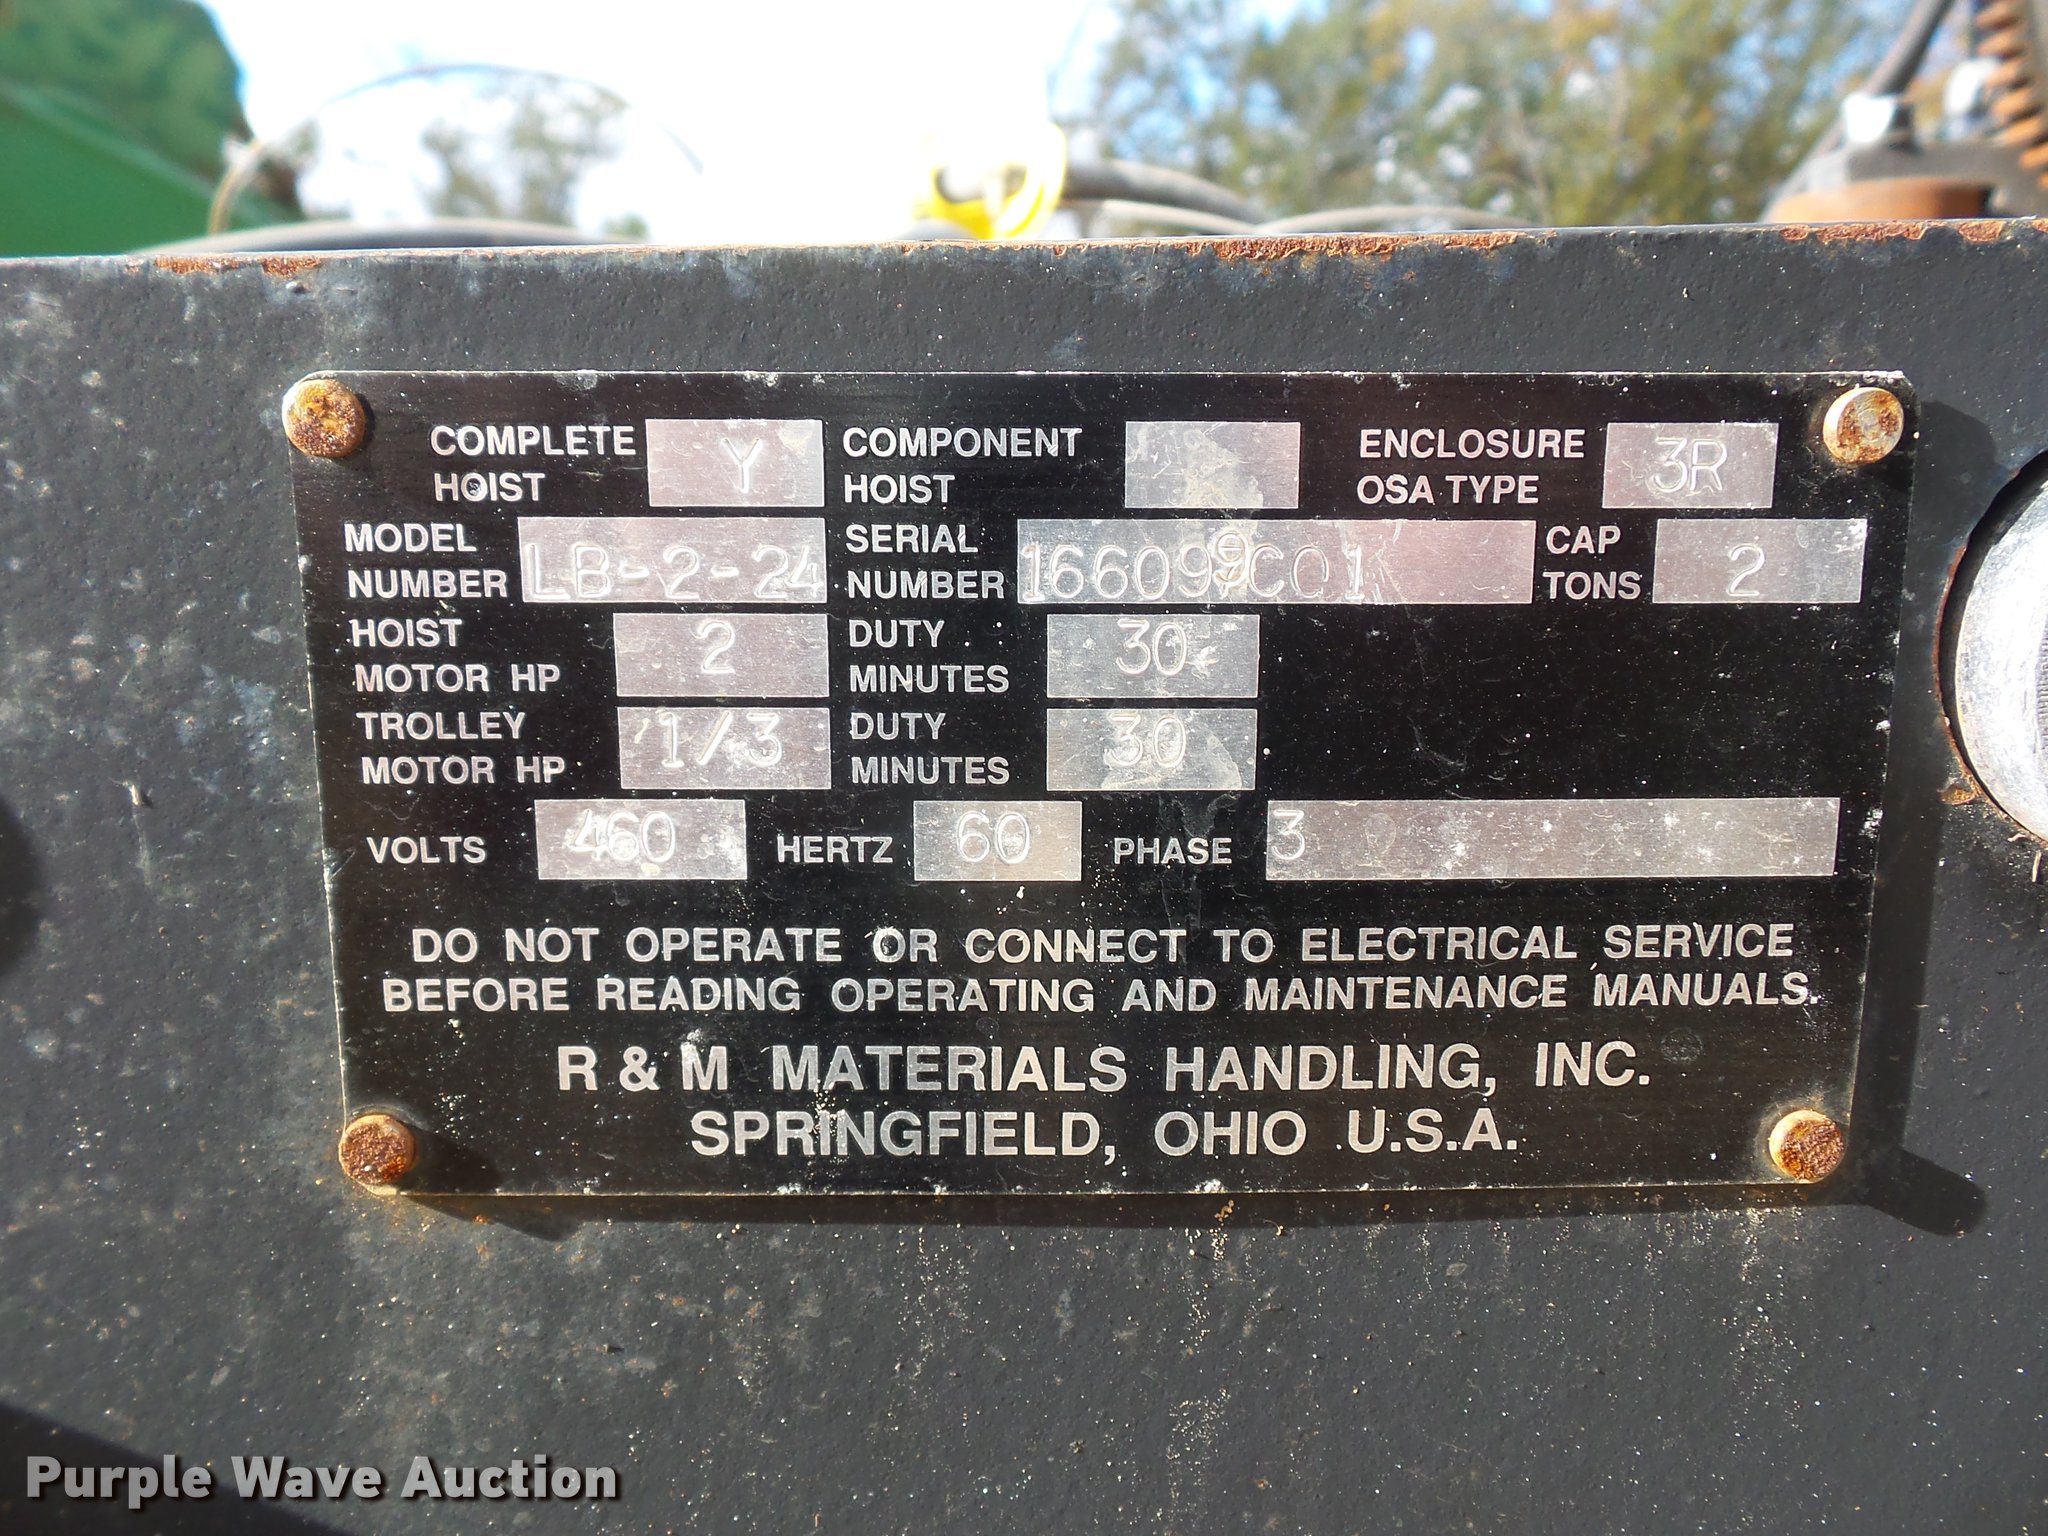 COMPLETE HOIST Y COMPONENT HOIST ENCLOSURE OSA TYPE 3R
MODEL NUMBER LB-2-24 SERIAL NUMBER 166099C01 CAP TONS 2
HOIST MOTOR HP 2 DUTY MINUTES 30
TROLLEY MOTOR HP 1/3 DUTY MINUTES 30
VOLTS 460 HERTZ 60 PHASE 3
DO NOT OPERATE OR CONNECT TO ELECTRICAL SERVICE
BEFORE READING OPERATING AND MAINTENANCE MANUALS.
R & M MATERIALS HANDLING, INC.
SPRINGFIELD, OHIO U.S.A.
Purple Wave Auction